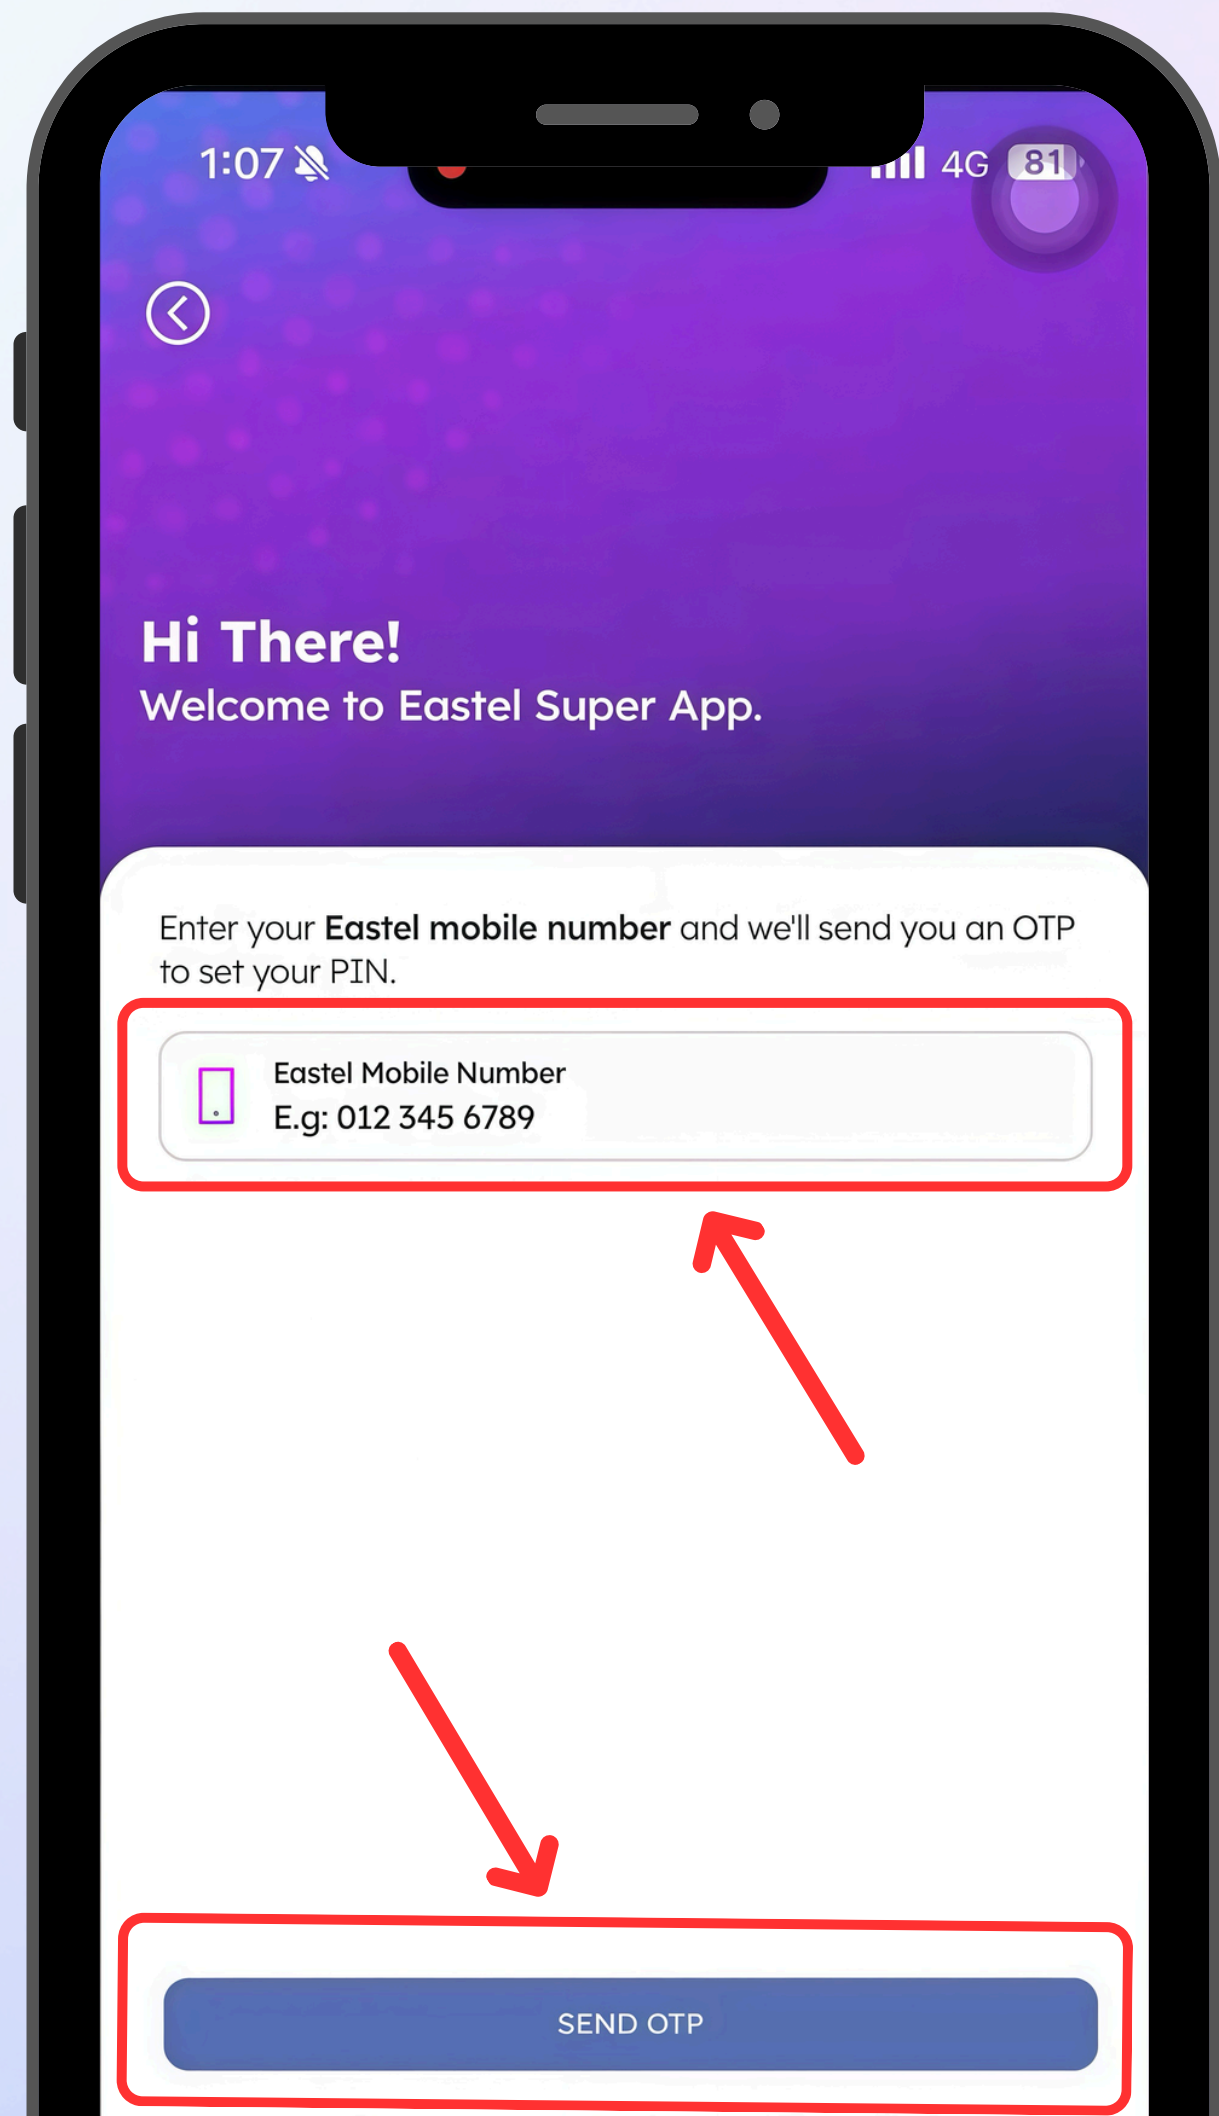 1:07
4G 81
Hi There!
Welcome to Eastel Super App.
Enter your Eastel mobile number and we'll send you an OTP
to set your PIN.
Eastel Mobile Number
E.g: 012 345 6789
SEND OTP